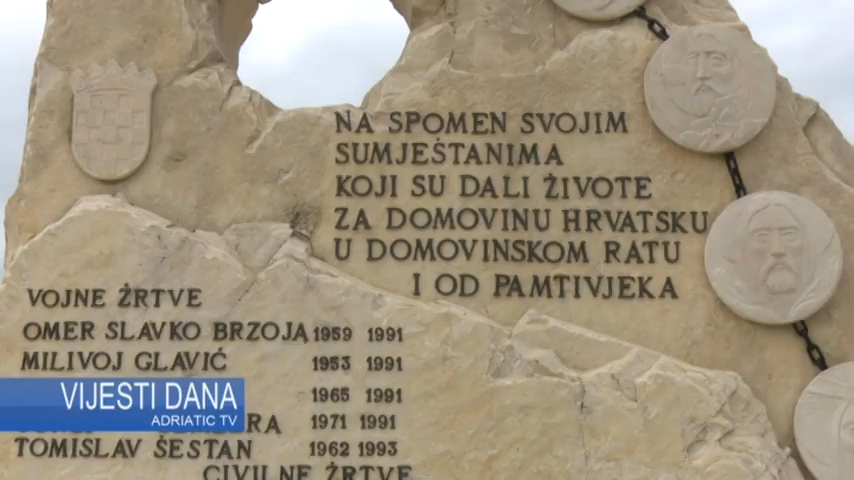 NA SPOMEN SVOJIM
SUMJEŠTANIMA
KOJI SU DALI ŽIVOTE
ZA DOMOVINU HRVATSKU
U DOMOVINSKOM RATU
I OD PAMTIVJEKA
VOJNE ŽRTVE
OMER SLAVKO BRZOJA 1959 1991
MILIVOJ GLAVIĆ 1953 1991
1965 1991
1971 1991
TOMISLAV ŠESTAN 1962 1993
CIVILNE ŽRTVE
VIJESTI DANA
ADRIATIC TV